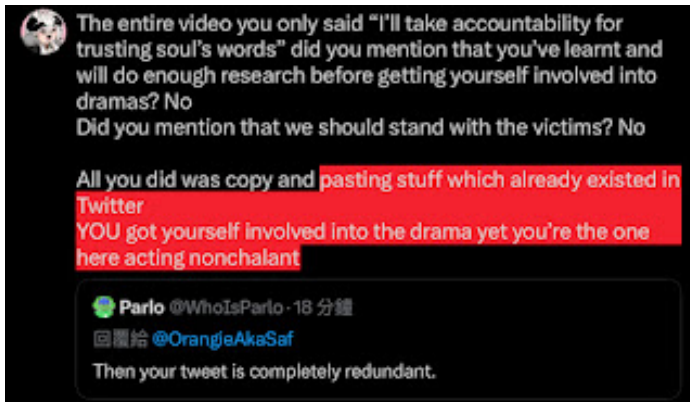 The entire video you only said “I'll take accountability for
trusting soul's words” did you mention that you've learnt and
will do enough research before getting yourself involved into
dramas? No
Did you mention that we should stand with the victims? No
All you did was copy and pasting stuff which already existed in
Twitter
YOU got yourself involved into the drama yet you're the one
here acting nonchalant
Parlo @WhoIsParlo·18 分鐘
回覆給 @OrangieAkaSaf
Then your tweet is completely redundant.